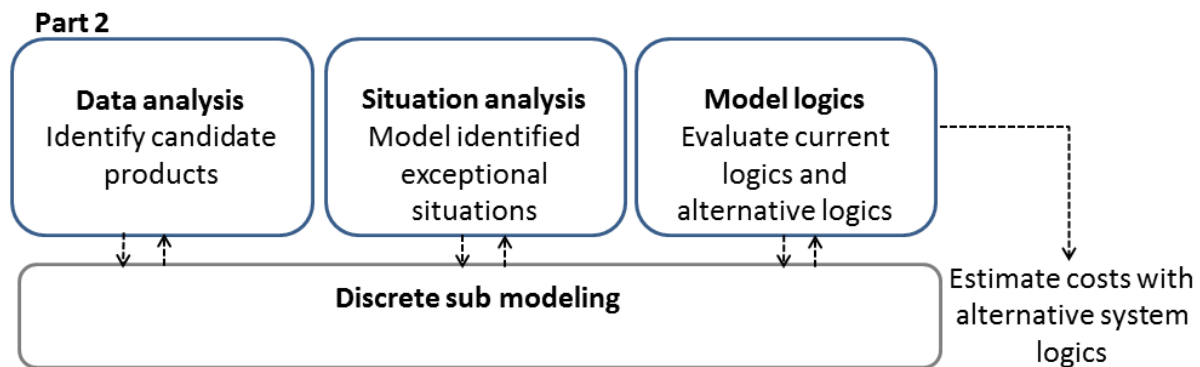 Part 2
Data analysis
Identify candidate
products
Situation analysis
Model identified
exceptional
situations
Model logics
Evaluate current
logics and
alternative logics
Discrete sub modeling
Estimate costs with
alternative system
logics